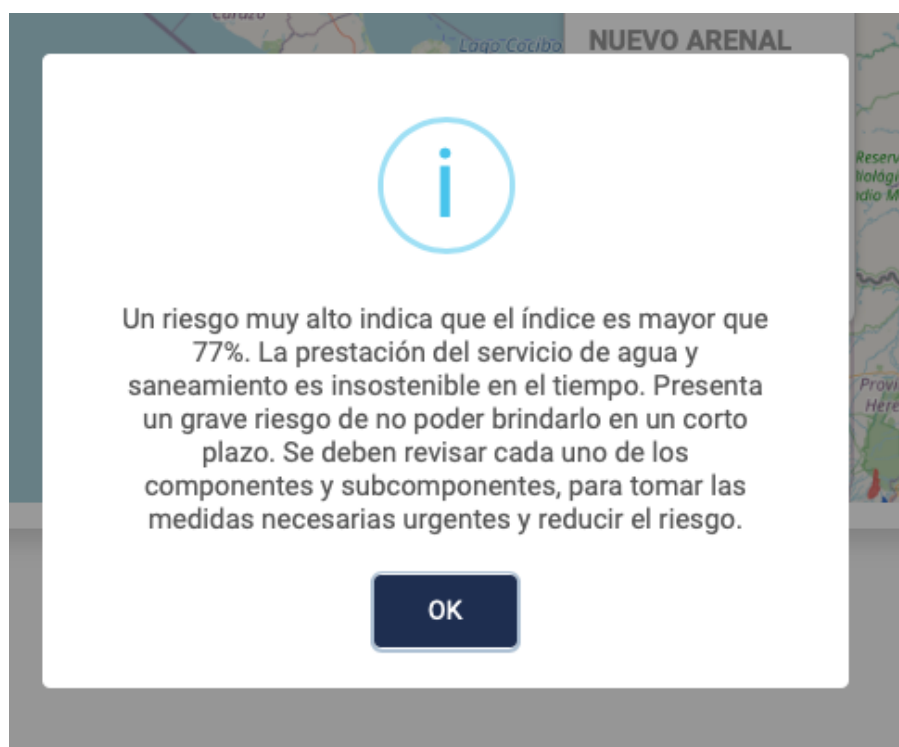 Lago Cocibo
NUEVO ARENAL
i
Un riesgo muy alto indica que el índice es mayor que
77%. La prestación del servicio de agua y
saneamiento es insostenible en el tiempo. Presenta
un grave riesgo de no poder brindarlo en un corto
plazo. Se deben revisar cada uno de los
componentes y subcomponentes, para tomar las
medidas necesarias urgentes y reducir el riesgo.
OK